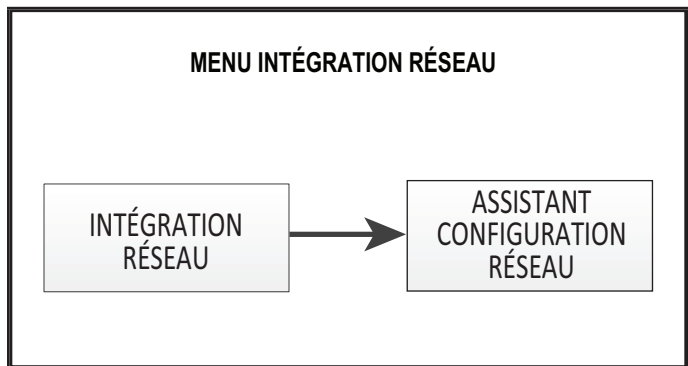 MENU INTÉGRATION RÉSEAU
INTÉGRATION
RÉSEAU
ASSISTANT
CONFIGURATION
RÉSEAU